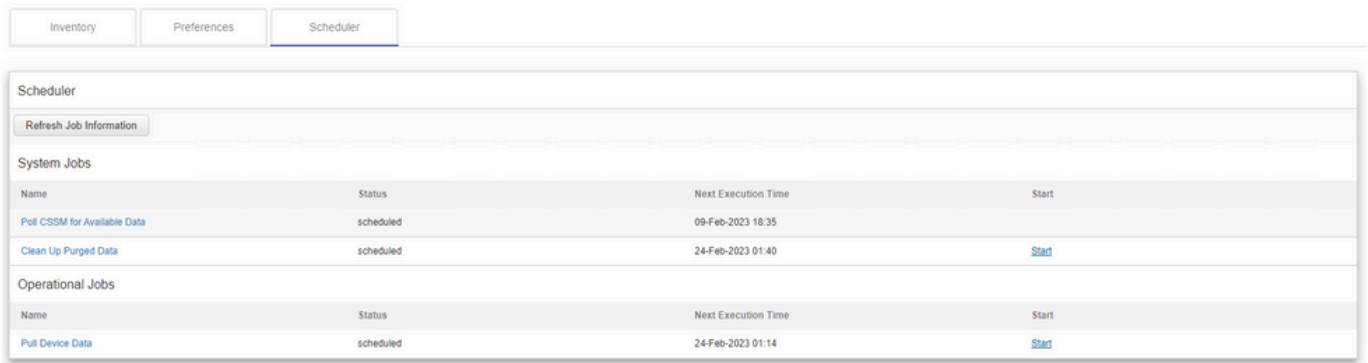 Inventory Preferences Scheduler
Scheduler
Refresh Job Information
System Jobs
Name Status Next Execution Time Start
Poll CSSM for Available Data scheduled 09-Feb-2023 18:35
Clean Up Purged Data scheduled 24-Feb-2023 01:40 Start
Operational Jobs
Name Status Next Execution Time Start
Pull Device Data scheduled 24-Feb-2023 01:14 Start